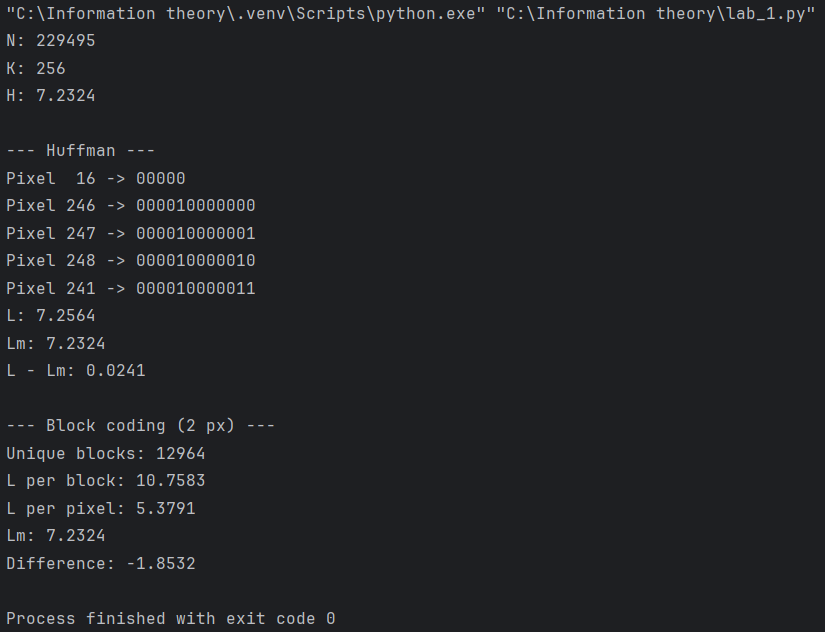 "C:\Information theory\.venv\Scripts\python.exe" "C:\Information theory\lab_1.py"
N: 229495
K: 256
H: 7.2324
--- Huffman ---
Pixel  16 -> 00000
Pixel 246 -> 000010000000
Pixel 247 -> 000010000001
Pixel 248 -> 000010000010
Pixel 241 -> 000010000011
L: 7.2564
Lm: 7.2324
L - Lm: 0.0241
--- Block coding (2 px) ---
Unique blocks: 12964
L per block: 10.7583
L per pixel: 5.3791
Lm: 7.2324
Difference: -1.8532
Process finished with exit code 0